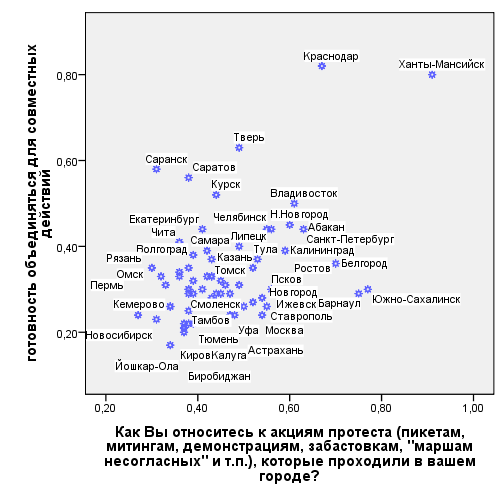 готовность объединяться для совместных
действий
0,80
0,60
0,40
0,20
Краснодар
Ханты-Мансийск
Тверь
Саранск
Саратов
Курск
Владивосток
Екатеринбург
Челябинск
Н.Новгород
Абакан
Чита
Самара
Липецк
Санкт-Петербург
Волгоград
Казань
Тула
Калининград
Рязань
Белгород
Омск
Томск
Ростов
Пермь
Псков
Новгород
Кемерово
Смоленск
Ижевск
Барнаул
Южно-Сахалинск
Тамбов
Ставрополь
Новосибирск
Уфа
Москва
Тюмень
Киров
Калуга
Астрахань
Йошкар-Ола
Биробиджан
0,20
0,40
0,60
0,80
1,00
Как Вы относитесь к акциям протеста (пикетам,
митингам, демонстрациям, забастовкам, "маршам
несогласных" и т.п.), которые проходили в вашем
городе?